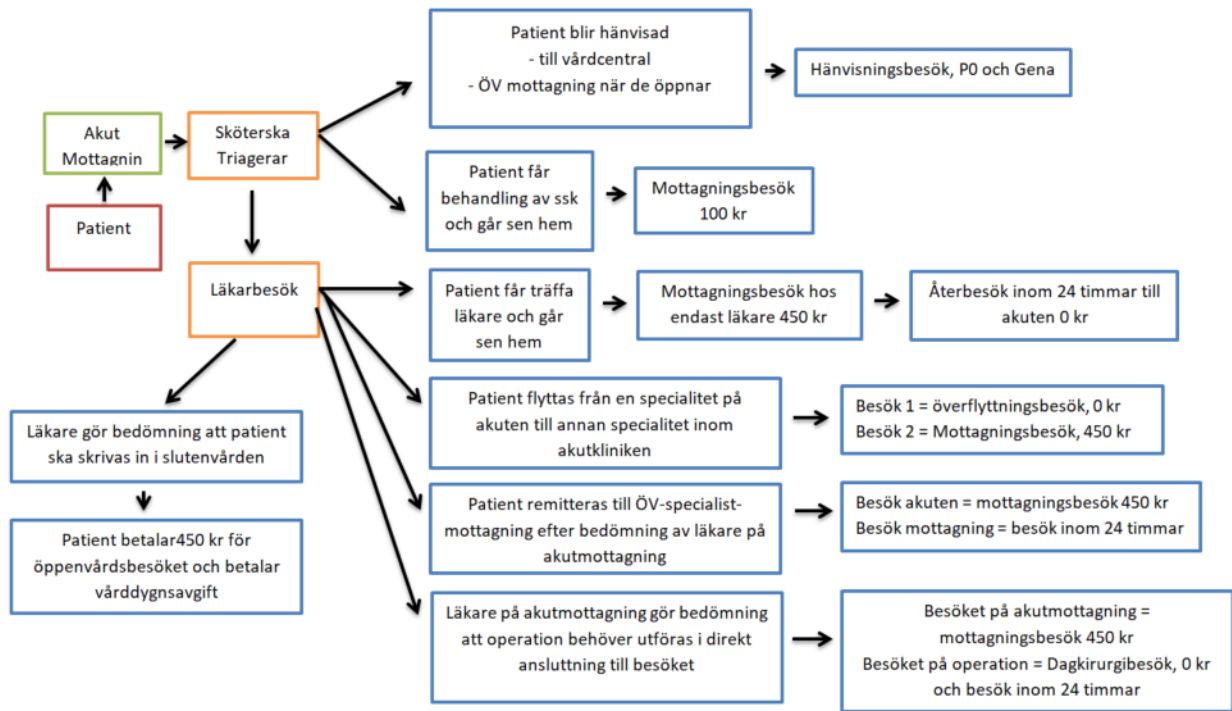 Patient blir hänvisad
- till vårdcentral
- ÖV mottagning när de öppnar
Hänvisningsbesök, P0 och Gena
Akut
Mottagnin
Sköterska
Triagerar
Patient
Patient får
behandling av ssk
och går sen hem
Mottagningsbesök
100 kr
Läkarbesök
Patient får träffa
läkare och går
sen hem
Mottagningsbesök hos
endast läkare 450 kr
Återbesök inom 24 timmar till
akuten 0 kr
Patient flyttas från en specialitet på
akuten till annan specialitet inom
akutkliniken
Besök 1 = överflyttningsbesök, 0 kr
Besök 2 = Mottagningsbesök, 450 kr
Läkare gör bedömning att patient
ska skrivas in i slutenvården
Patient betalar450 kr för
öppenvårdsbesöket och betalar
vårddygnsavgift
Patient remitteras till ÖV-specialist-
mottagning efter bedömning av läkare på
akutmottagning
Besök akuten = mottagningsbesök 450 kr
Besök mottagning = besök inom 24 timmar
Läkare på akutmottagning gör bedömning
att operation behöver utföras i direkt
ansluttning till besöket
Besöket på akutmottagning =
mottagningsbesök 450 kr
Besöket på operation = Dagkirurgibesök, 0 kr
och besök inom 24 timmar